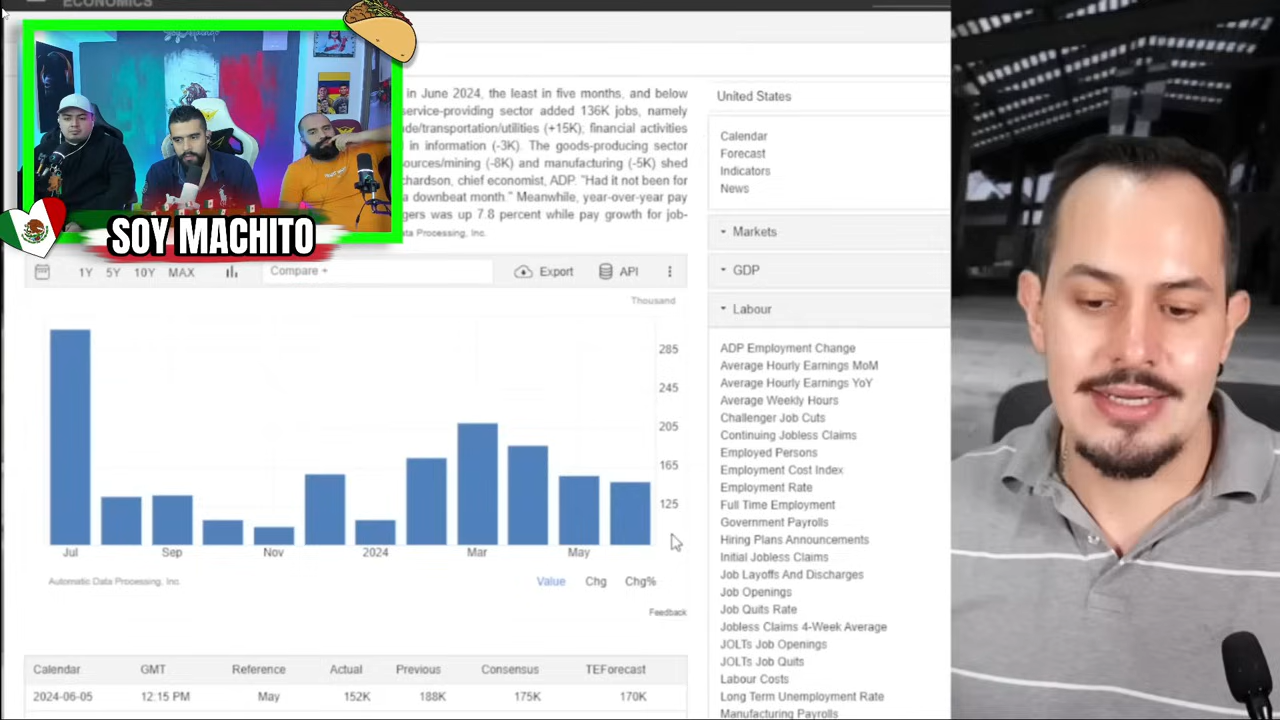 ECONOMICS
in June 2024, the least in five months, and below
service-providing sector added 136K jobs, namely
de/transportation/utilities (+15K); financial activities
in information (-3K). The goods-producing sector
ources/mining (-8K) and manufacturing (-5K) shed
chardson, chief economist, ADP. "Had it not been for
a downbeat month." Meanwhile, year-over-year pay
gers was up 7.8 percent while pay growth for job-
ata Processing, Inc.
SOY MACHITO
1Y 5Y 10Y MAX Compare + Export API
Thousand
285
245
205
165
125
Jul Sep Nov 2024 Mar May
Automatic Data Processing, Inc.
Value Chg Chg%
Feedback
Calendar GMT Reference Actual Previous Consensus TEForecast
2024-06-05 12:15 PM May 152K 188K 175K 170K
United States
Calendar
Forecast
Indicators
News
Markets
GDP
Labour
ADP Employment Change
Average Hourly Earnings MoM
Average Hourly Earnings YoY
Average Weekly Hours
Challenger Job Cuts
Continuing Jobless Claims
Employed Persons
Employment Cost Index
Employment Rate
Full Time Employment
Government Payrolls
Hiring Plans Announcements
Initial Jobless Claims
Job Layoffs And Discharges
Job Openings
Job Quits Rate
Jobless Claims 4-Week Average
JOLTs Job Openings
JOLTs Job Quits
Labour Costs
Long Term Unemployment Rate
Manufacturing Payrolls